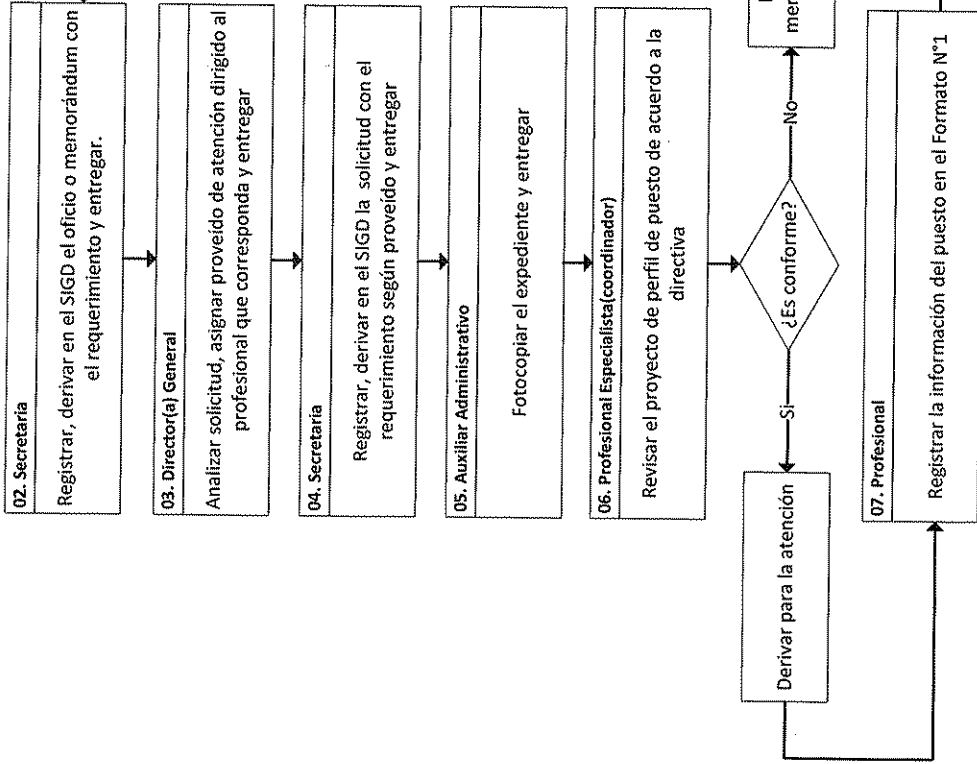 02. Secretaria
Registrar, derivar en el SIGD el oficio o memorándum con
el requerimiento y entregar.
03. Director(a) General
Analizar solicitud, asignar proveído de atención dirigido al
profesional que corresponda y entregar
04. Secretaria
Registrar, derivar en el SIGD la solicitud con el
requerimiento según proveído y entregar
05. Auxiliar Administrativo
Fotocopiar el expediente y entregar
06. Profesional Especialista(coordinador)
Revisar el proyecto de perfil de puesto de acuerdo a la
directiva
¿Es conforme?
Si
No
Derivar para la atención
07. Profesional
Registrar la información del puesto en el Formato N°1